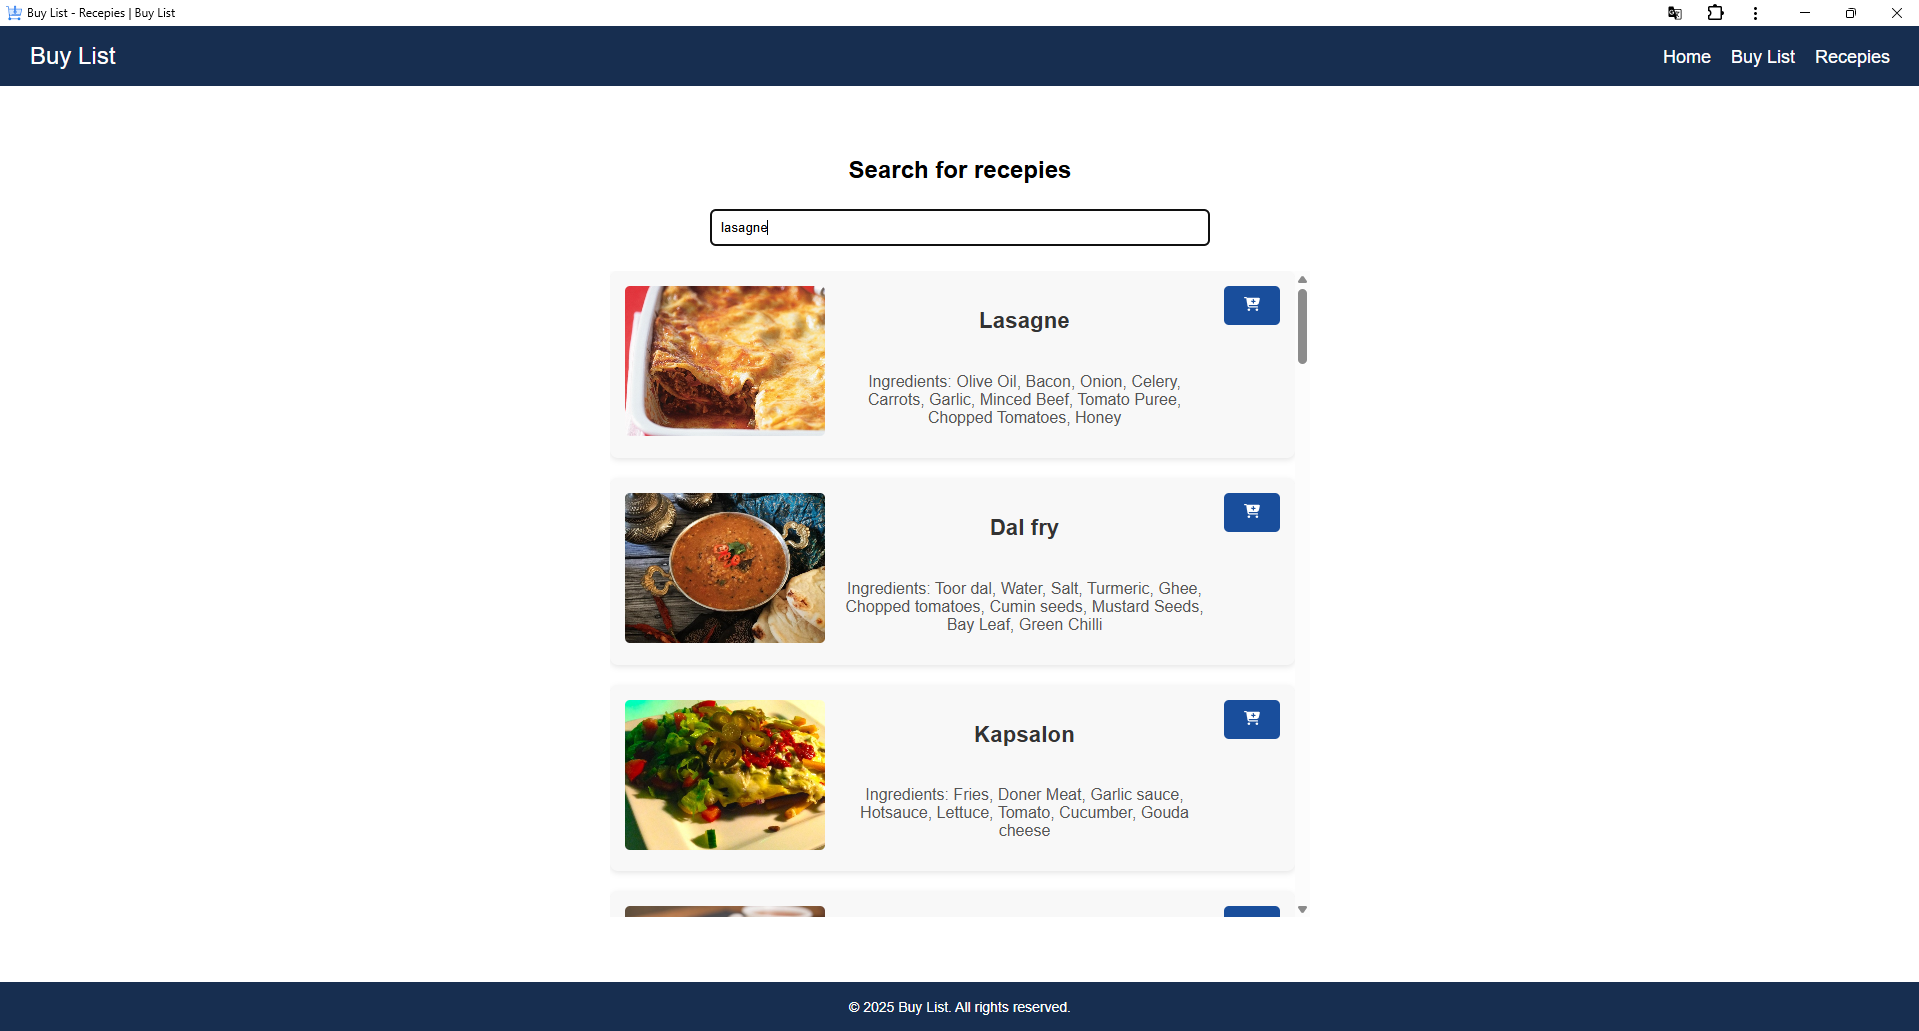 Buy List - Recepies | Buy List
Buy List
Home
Buy List
Recepies
Search for recepies
lasagne
Lasagne
Ingredients: Olive Oil, Bacon, Onion, Celery,
Carrots, Garlic, Minced Beef, Tomato Puree,
Chopped Tomatoes, Honey
Dal fry
Ingredients: Toor dal, Water, Salt, Turmeric, Ghee,
Chopped tomatoes, Cumin seeds, Mustard Seeds,
Bay Leaf, Green Chilli
Kapsalon
Ingredients: Fries, Doner Meat, Garlic sauce,
Hotsauce, Lettuce, Tomato, Cucumber, Gouda
cheese
© 2025 Buy List. All rights reserved.